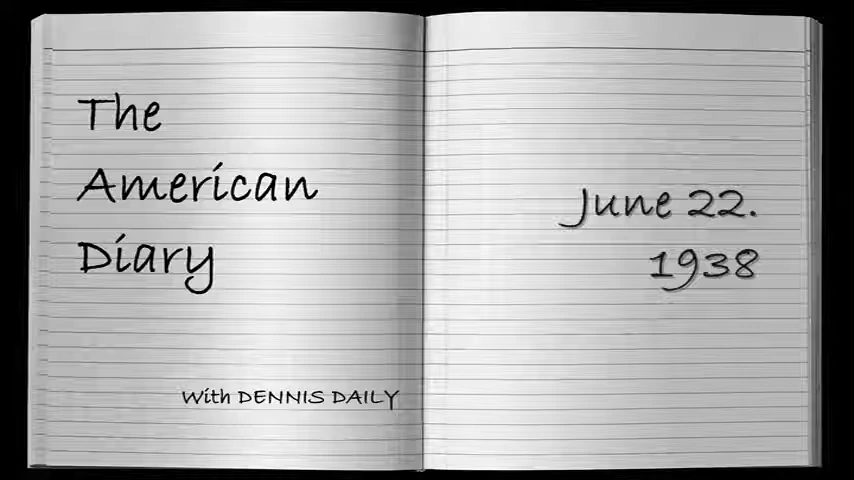 The
American
Diary
With DENNIS DAILY
June 22.
1938